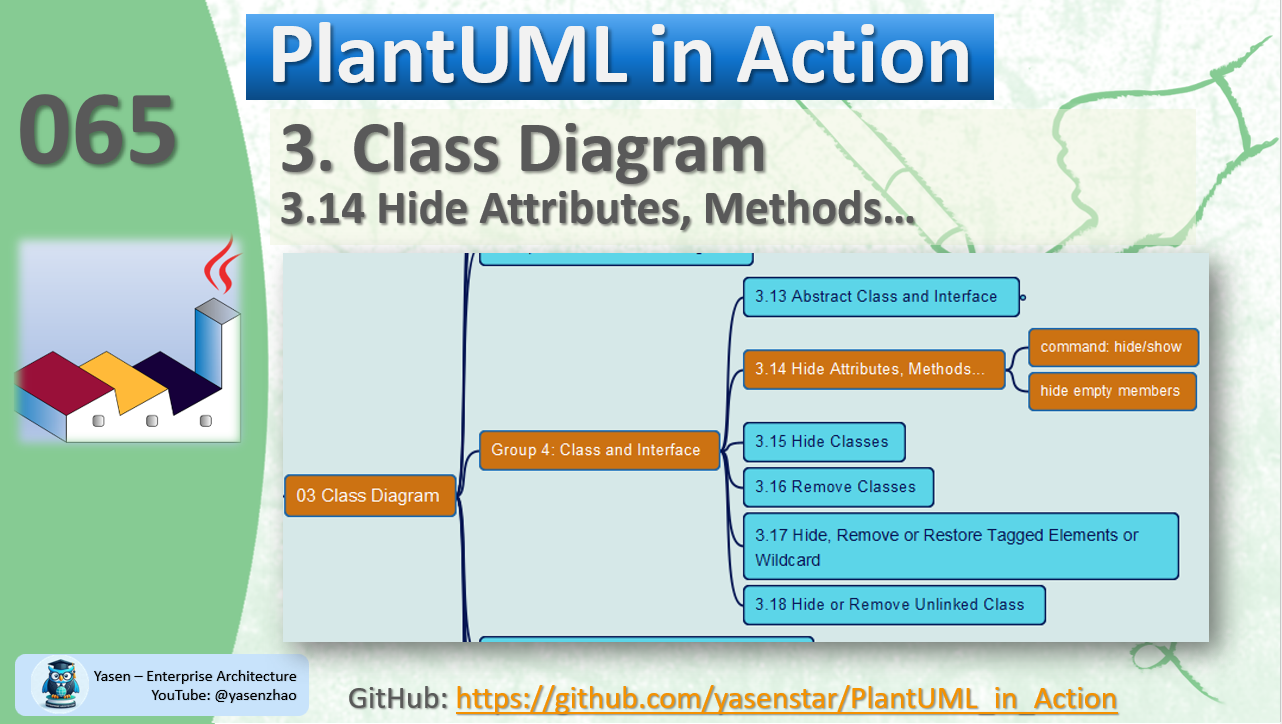 PlantUML in Action
065
3. Class Diagram
3.14 Hide Attributes, Methods...
3.13 Abstract Class and Interface
command: hide/show
3.14 Hide Attributes, Methods...
hide empty members
3.15 Hide Classes
Group 4: Class and Interface
3.16 Remove Classes
03 Class Diagram
3.17 Hide, Remove or Restore Tagged Elements or
Wildcard
3.18 Hide or Remove Unlinked Class
Yasen – Enterprise Architecture
YouTube: @yasenzhao
GitHub: https://github.com/yasenstar/PlantUML_in_Action